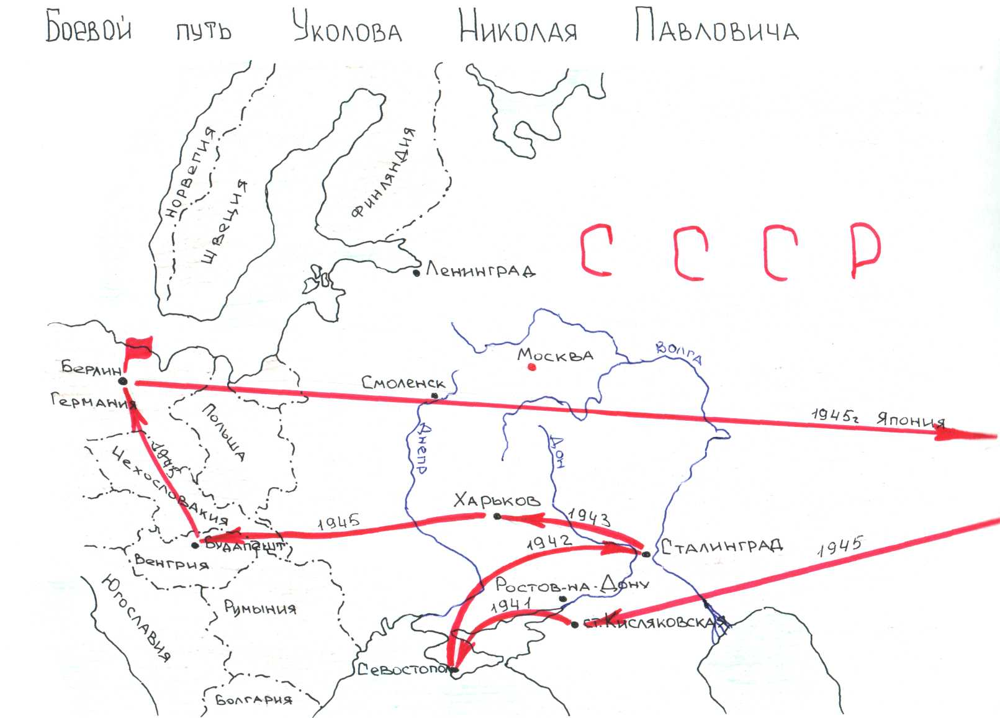 Боевой путь Уколова Николая Павловича
Норвегия
Швеция
Финляндия
Ленинград
СССР
Волга
Москва
Берлин
Смоленск
Германия
Польша
1945г Япония
Днепр
Дон
1945
Чехословакия
Харьков
1943
1945
1942
Сталинград
1945
Будапешт
Венгрия
Югославия
Ростов-на-Дону
Румыния
1941
ст.Кисляковская
Севостополь
Болгария